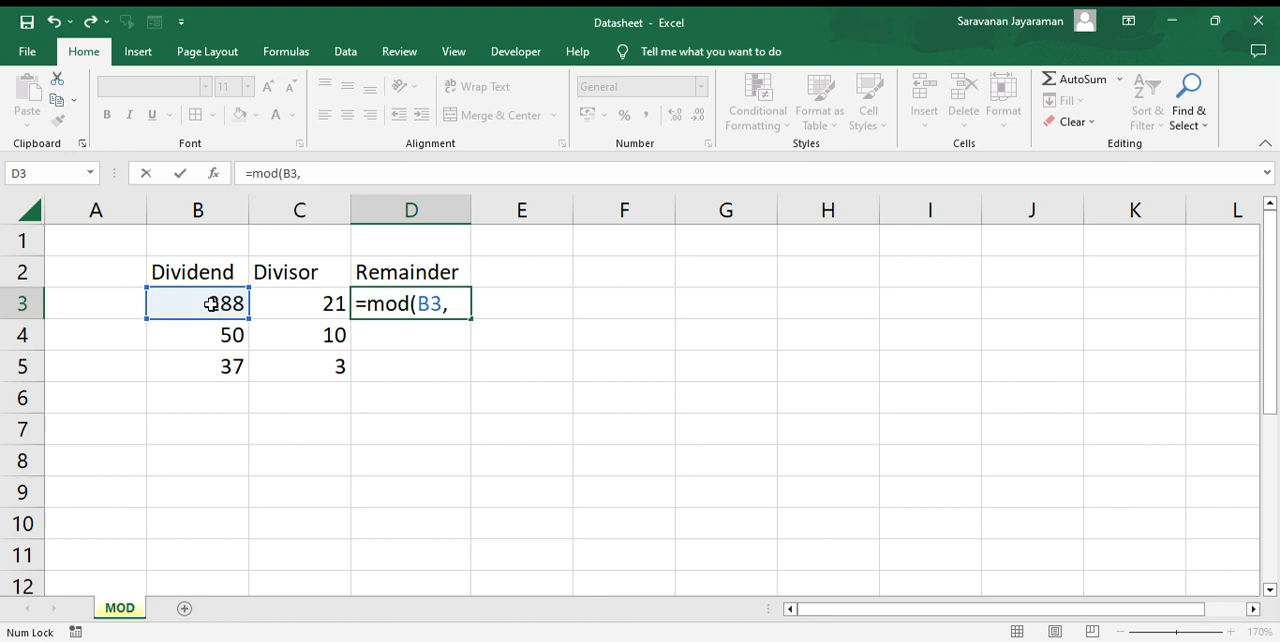 Datasheet - Excel
Saravanan Jayaraman
File Home Insert Page Layout Formulas Data Review View Developer Help Tell me what you want to do
Paste
Clipboard
11
B I U A
Font
Wrap Text
Merge & Center
Alignment
General
% ,
Number
Conditional Formatting
Format as Table
Cell Styles
Styles
Insert Delete Format
Cells
AutoSum
Fill
Clear
Sort & Filter
Find & Select
Editing
D3 fx =mod(B3,
A B C D E F G H I J K L
1
2 Dividend Divisor Remainder
3 21 =mod(B3,
4 50 10
5 37 3
6
7
8
9
10
11
12
MOD
Num Lock 170%